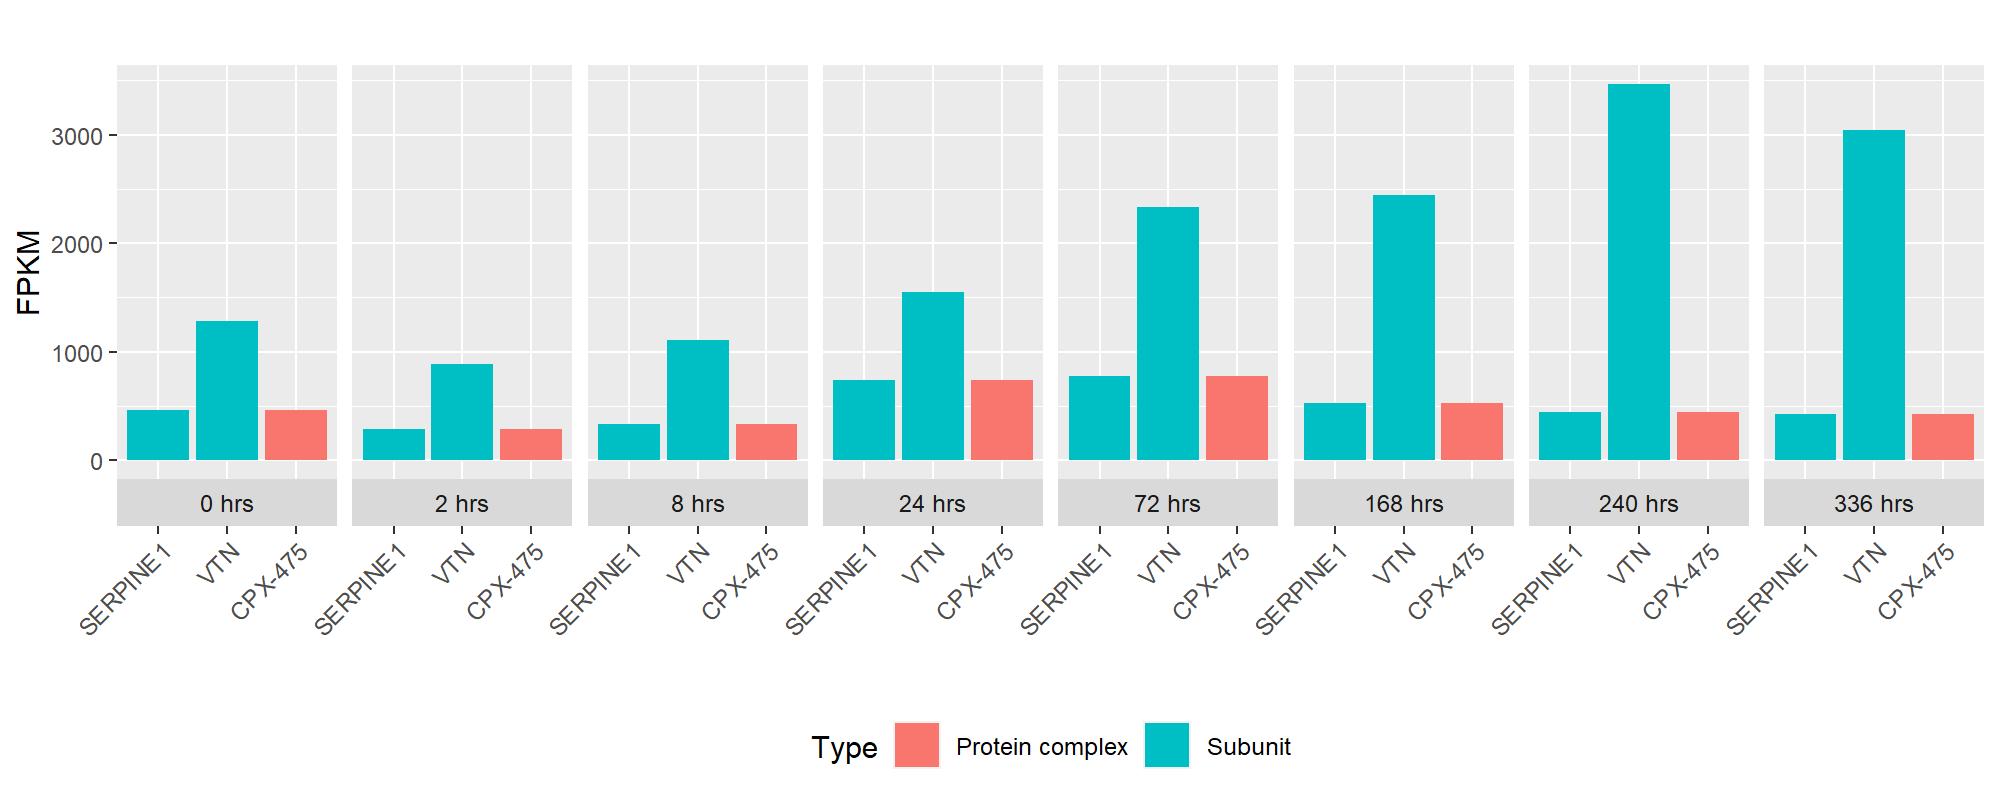 FPKM
3000
2000
1000
0
0 hrs 2 hrs 8 hrs 24 hrs 72 hrs 168 hrs 240 hrs 336 hrs
SERPINE1 VTN CPX-475 SERPINE1 VTN CPX-475 SERPINE1 VTN CPX-475 SERPINE1 VTN CPX-475 SERPINE1 VTN CPX-475 SERPINE1 VTN CPX-475 SERPINE1 VTN CPX-475 SERPINE1 VTN CPX-475
Type Protein complex Subunit